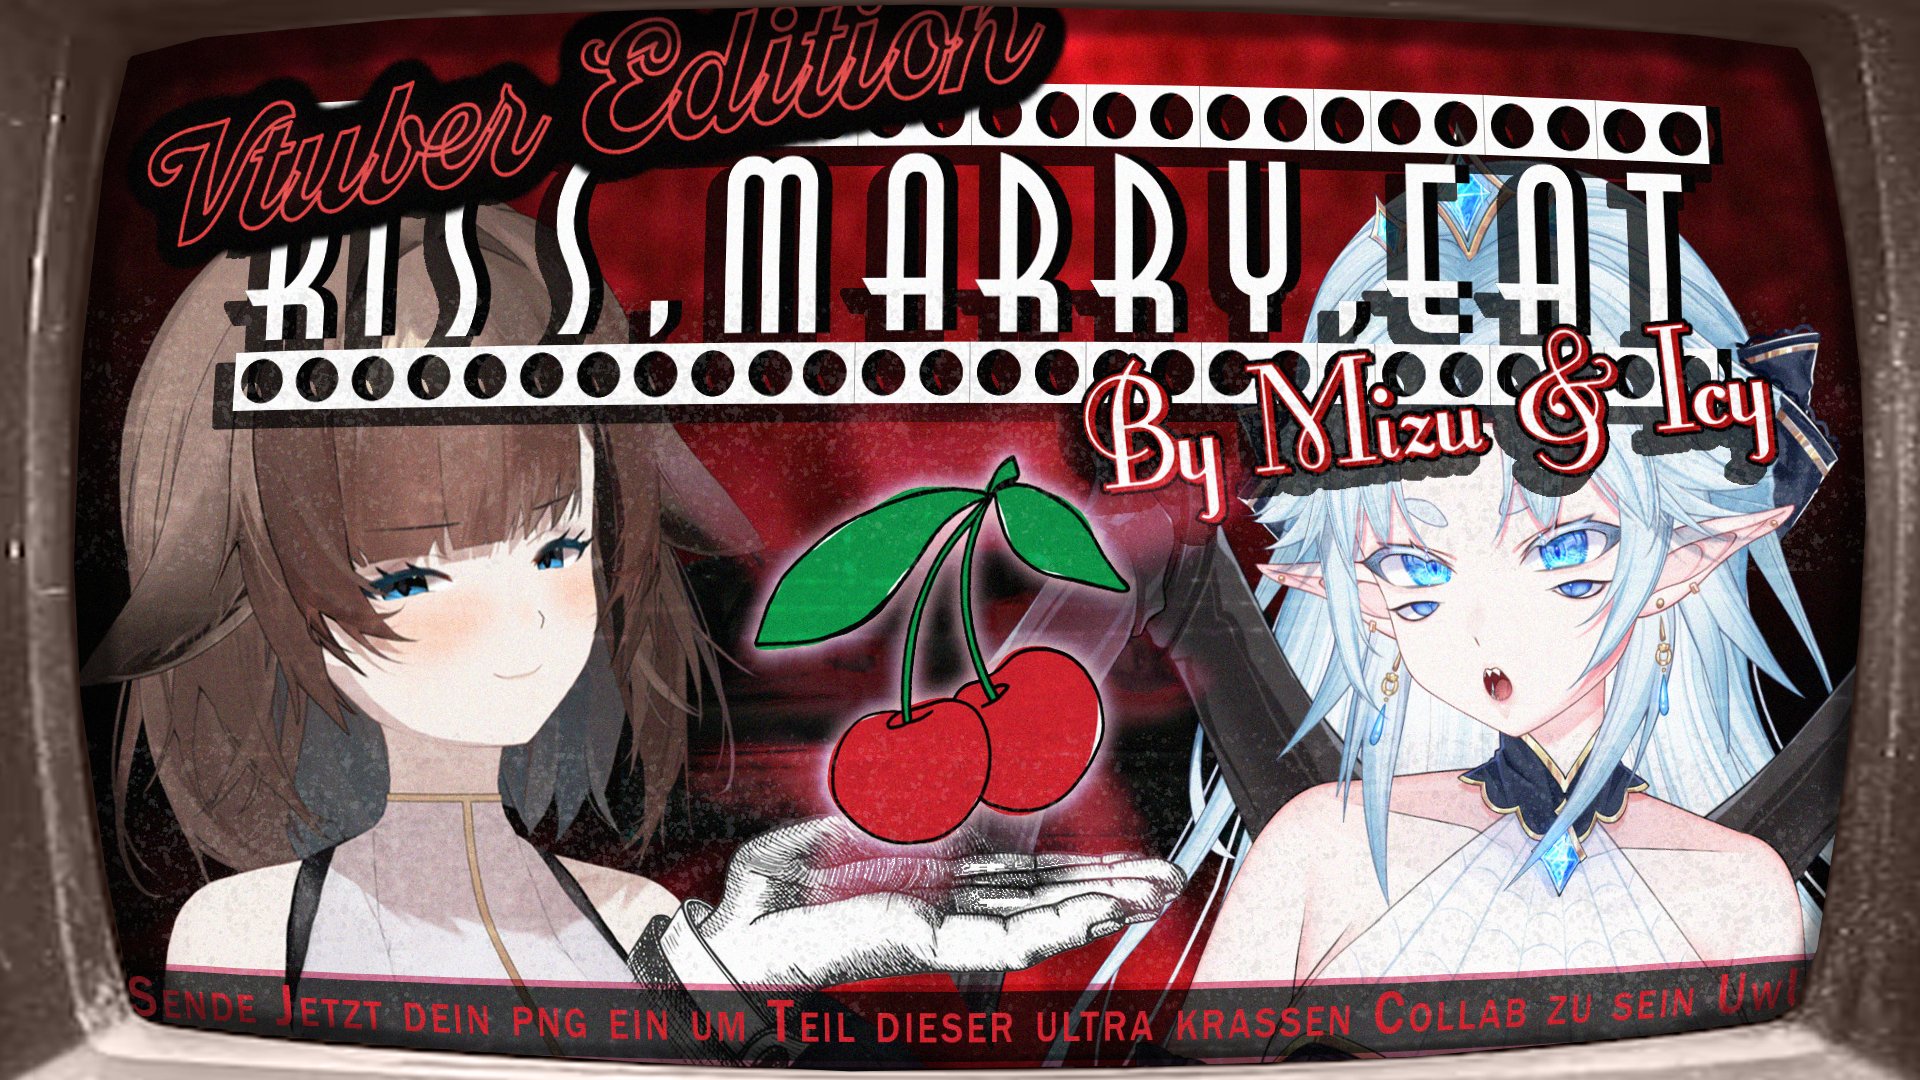 Vtuber Edition
KISS, MARRY, EAT
By Mizu & Icy
Sende Jetzt dein png ein um Teil dieser ultra krassen Collab zu sein UwU